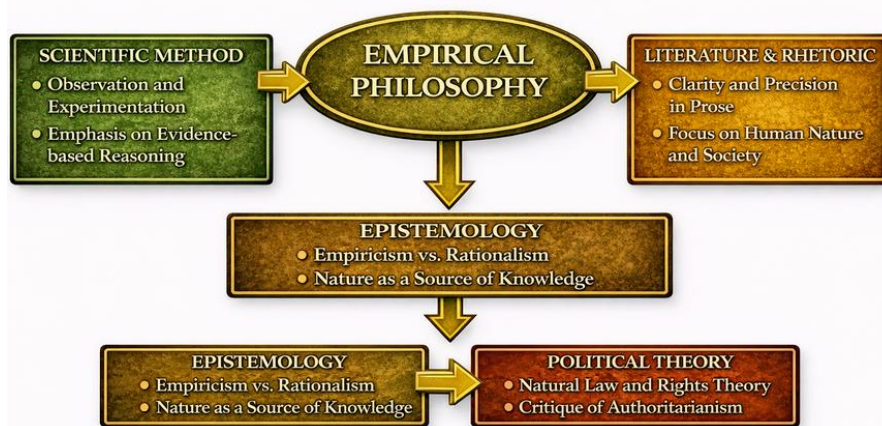 SCIENTIFIC METHOD
• Observation and
Experimentation
• Emphasis on Evidence-
based Reasoning
EMPIRICAL
PHILOSOPHY
LITERATURE & RHETORIC
• Clarity and Precision
in Prose
• Focus on Human Nature
and Society
EPISTEMOLOGY
• Empiricism vs. Rationalism
• Nature as a Source of Knowledge
EPISTEMOLOGY
• Empiricism vs. Rationalism
• Nature as a Source of Knowledge
POLITICAL THEORY
• Natural Law and Rights Theory
• Critique of Authoritarianism